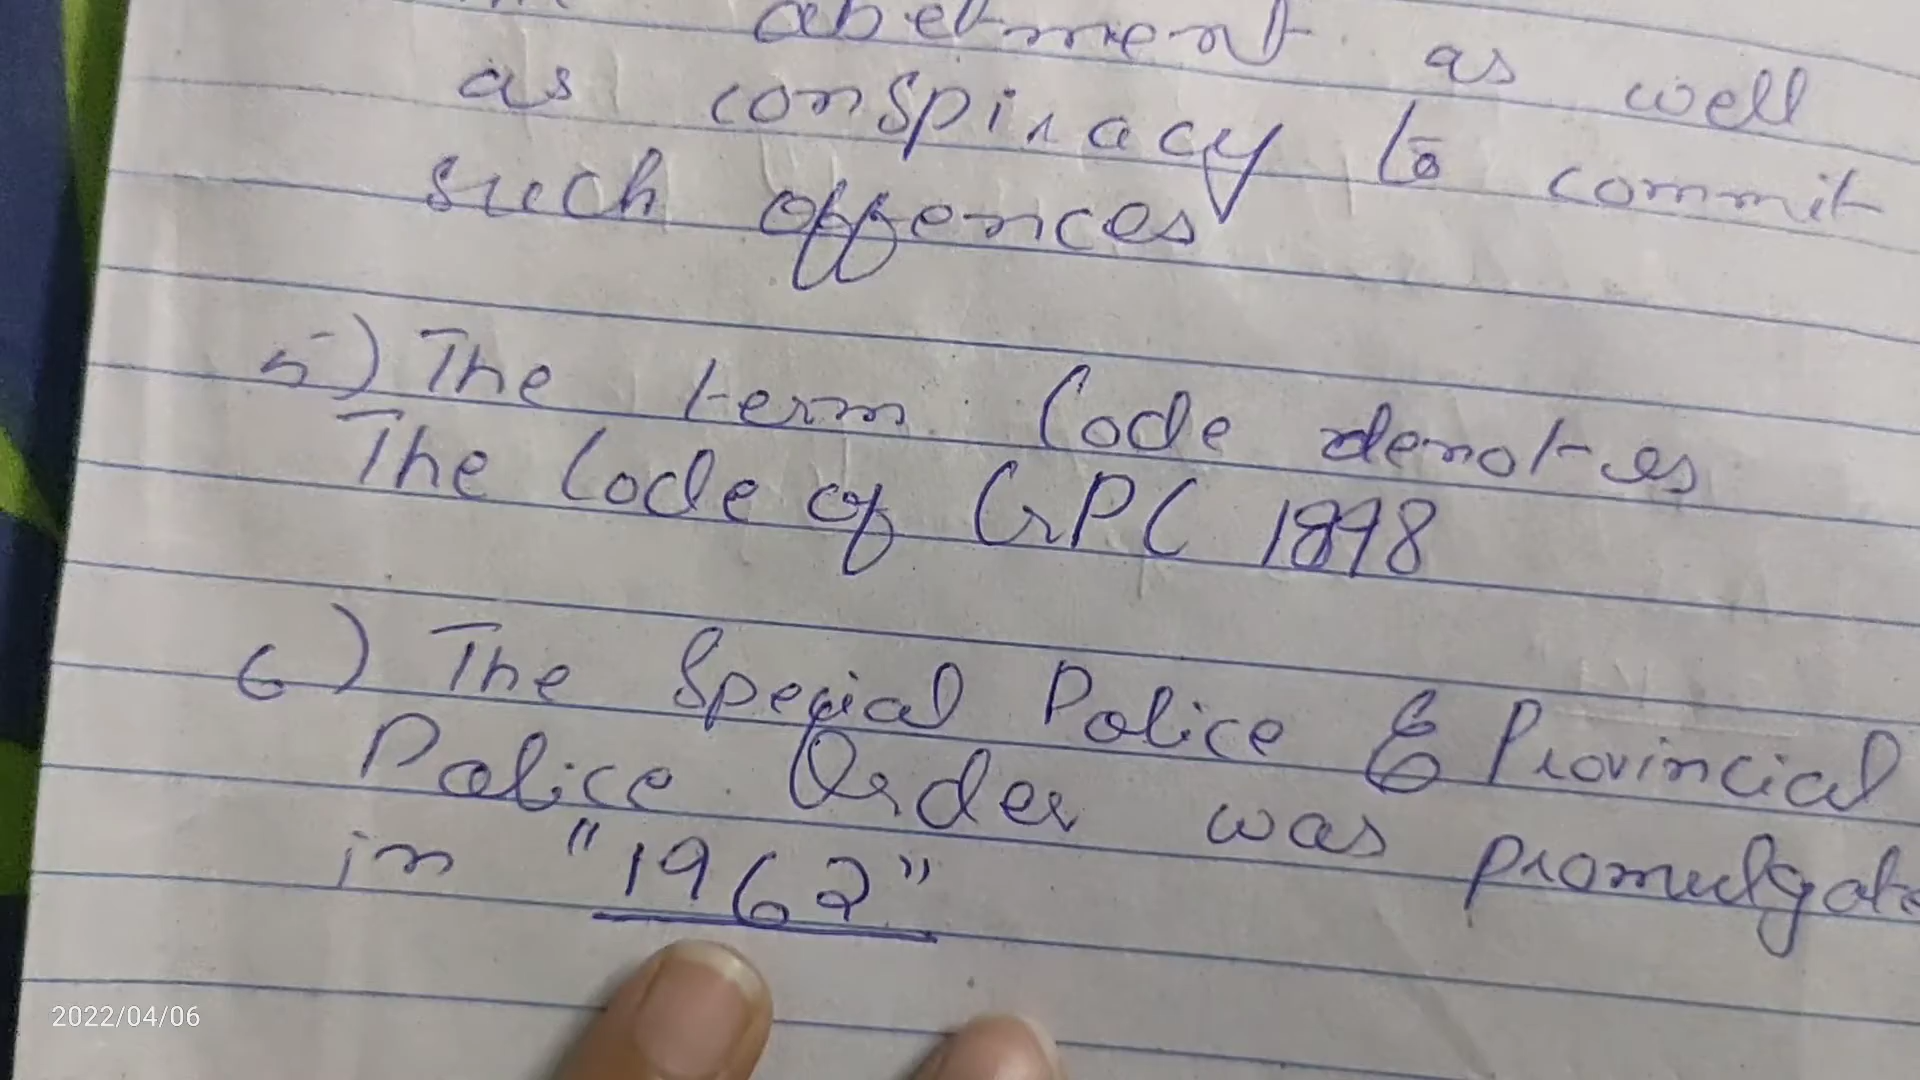 abetment as well
as conspiracy to commit
such offences
5) The term Code denotes
The Code of CrPC 1898
6) The Special Police & Provincial
Police Order was promulgate
in "1962"
2022/04/06